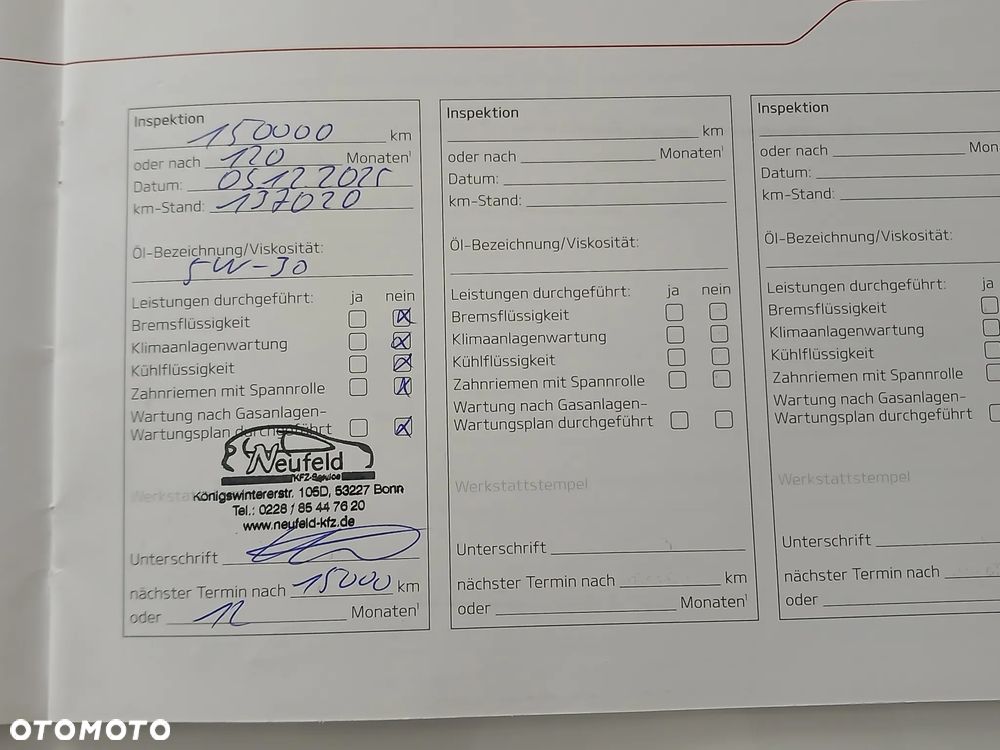 Inspektion
150000 km
oder nach 120 Monaten¹
Datum: 05.12.2025
km-Stand: 137020
Öl-Bezeichnung/Viskosität:
5W-30
Leistungen durchgeführt: ja nein
Bremsflüssigkeit
Klimaanlagenwartung
Kühlflüssigkeit
Zahnriemen mit Spannrolle
Wartung nach Gasanlagen-
Wartungsplan durchgeführt
Neufeld
KFZ-Service
Königswintererstr. 105D, 53227 Bonn
Tel.: 0228 / 85 44 76 20
www.neufeld-kfz.de
Unterschrift
nächster Termin nach 15000 km
oder 12 Monaten¹
Inspektion
km
oder nach Monaten¹
Datum:
km-Stand:
Öl-Bezeichnung/Viskosität:
Leistungen durchgeführt: ja nein
Bremsflüssigkeit
Klimaanlagenwartung
Kühlflüssigkeit
Zahnriemen mit Spannrolle
Wartung nach Gasanlagen-
Wartungsplan durchgeführt
Werkstattstempel
Unterschrift
nächster Termin nach km
oder Monaten¹
Inspektion
oder nach Mon
Datum:
km-Stand:
Öl-Bezeichnung/Viskosität:
Leistungen durchgeführt: ja
Bremsflüssigkeit
Klimaanlagenwartung
Kühlflüssigkeit
Zahnriemen mit Spannrolle
Wartung nach Gasanlagen-
Wartungsplan durchgeführt
Werkstattstempel
Unterschrift
nächster Termin nach
oder
OTOMOTO